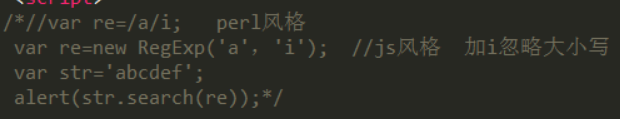 <script>
/*//var re=/a/i;   perl风格
var re=new RegExp('a', 'i');  //js风格  加i忽略大小写
var str='abcdef';
alert(str.search(re));*/